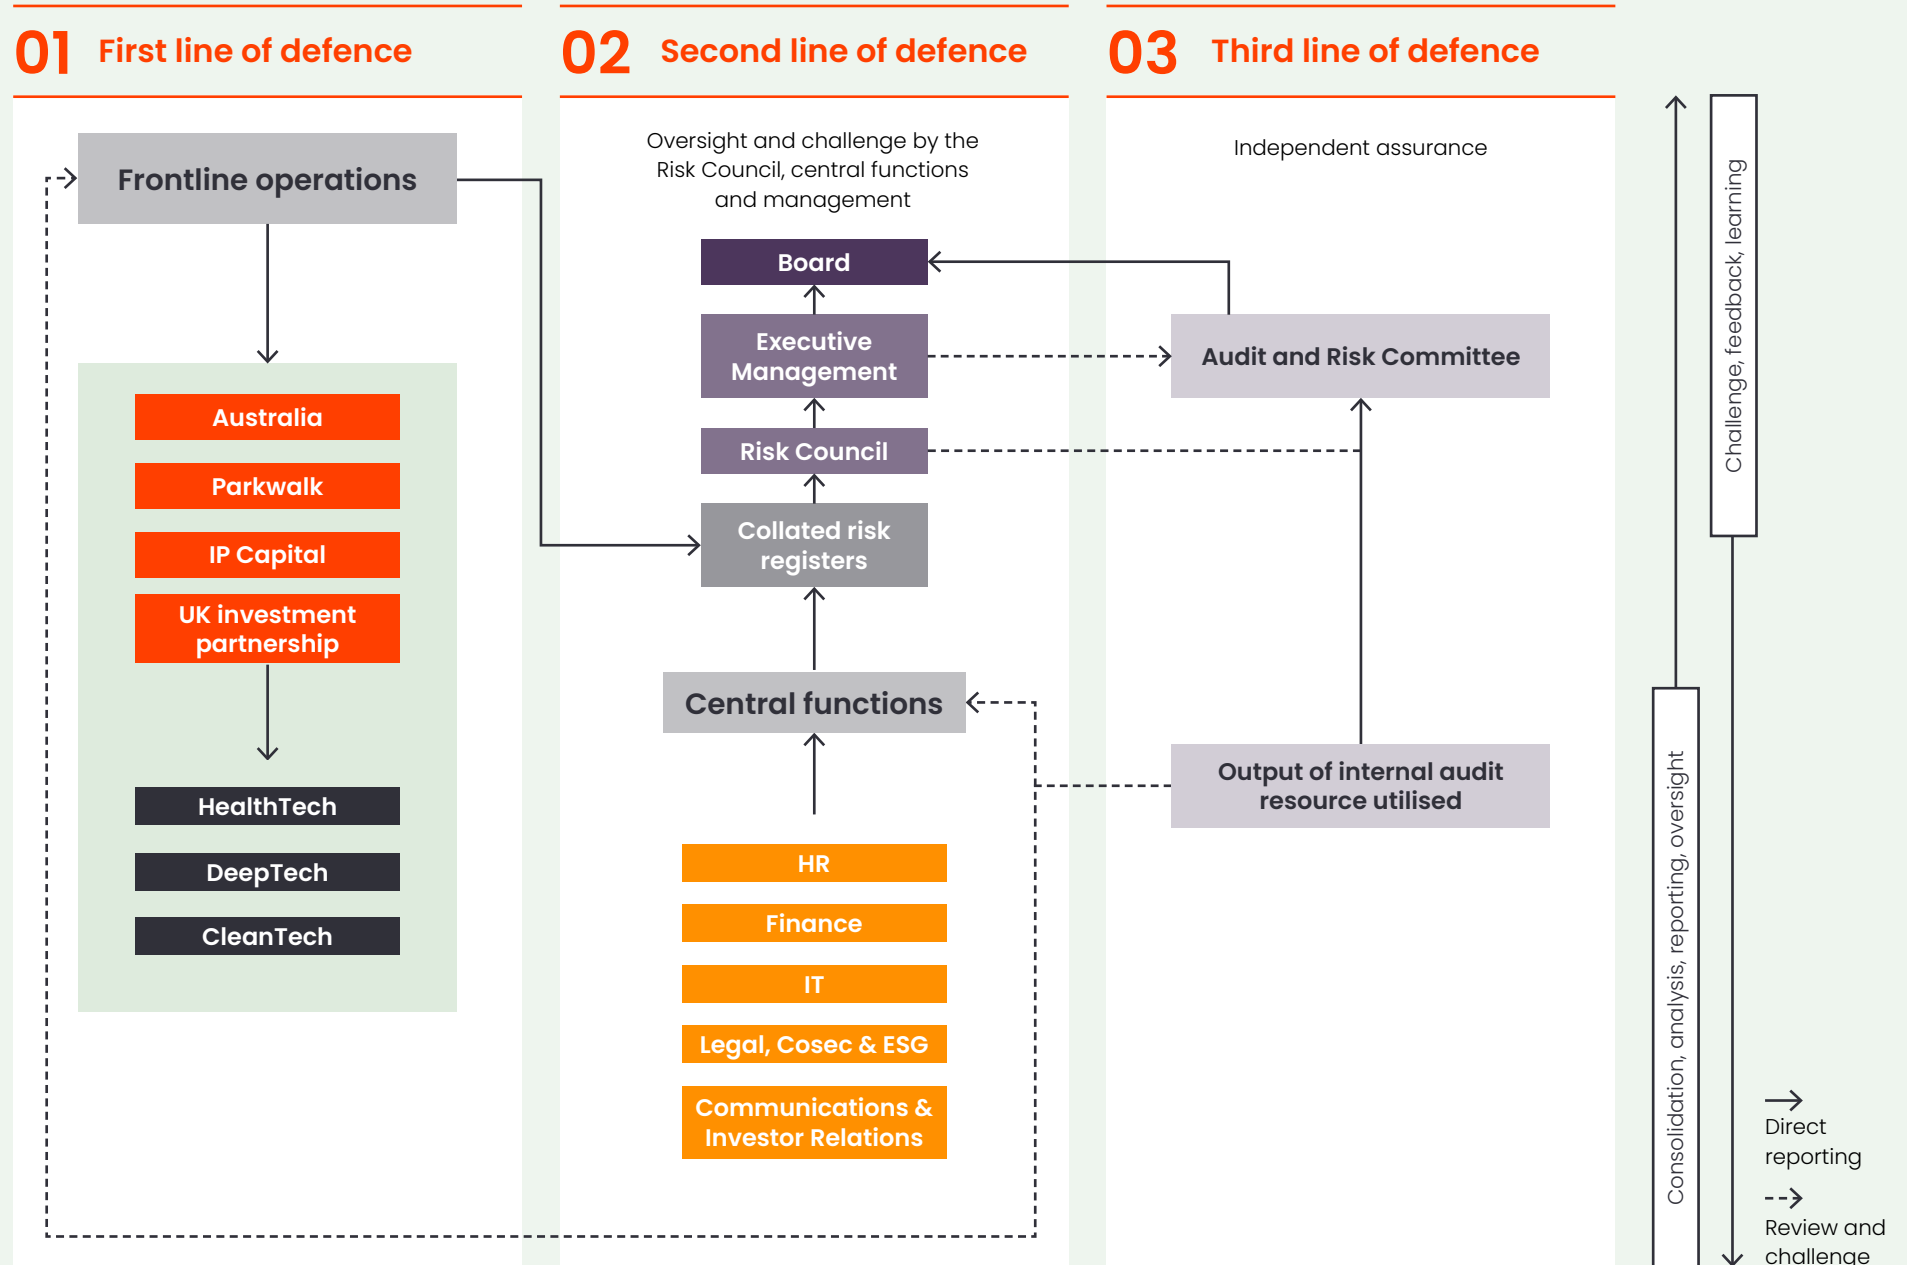 01 First line of defence
Frontline operations
Australia
Parkwalk
IP Capital
UK investment
partnership
HealthTech
DeepTech
CleanTech
02 Second line of defence
Oversight and challenge by the
Risk Council, central functions
and management
Board
Executive
Management
Risk Council
Collated risk
registers
Central functions
HR
Finance
IT
Legal, Cosec & ESG
Communications &
Investor Relations
03 Third line of defence
Independent assurance
Audit and Risk Committee
Output of internal audit
resource utilised
Challenge, feedback, learning
Consolidation, analysis, reporting, oversight
Direct
reporting
Review and
challenge